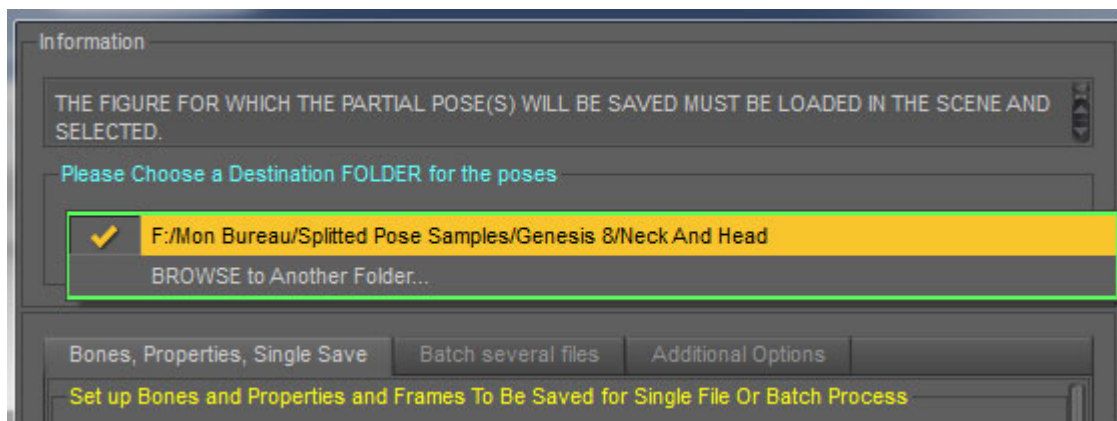 Information
THE FIGURE FOR WHICH THE PARTIAL POSE(S) WILL BE SAVED MUST BE LOADED IN THE SCENE AND
SELECTED.
Please Choose a Destination FOLDER for the poses
F:/Mon Bureau/Splitted Pose Samples/Genesis 8/Neck And Head
BROWSE to Another Folder...
Bones, Properties, Single Save
Batch several files
Additional Options
Set up Bones and Properties and Frames To Be Saved for Single File Or Batch Process